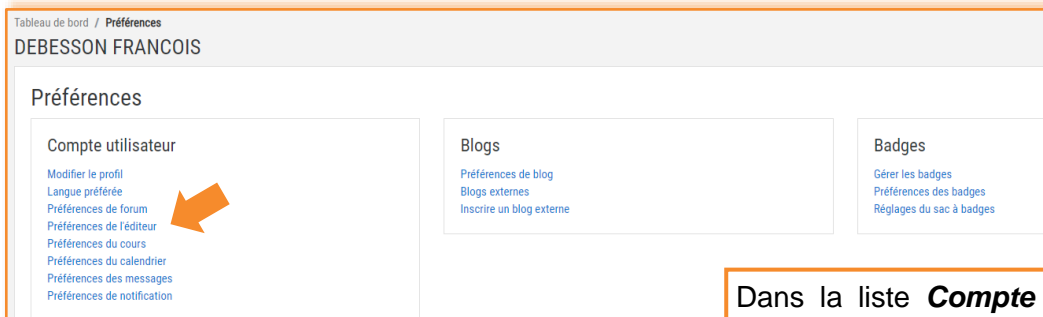 Tableau de bord / Préférences
DEBESSON FRANCOIS
Préférences
Compte utilisateur
Modifier le profil
Langue préférée
Préférences de forum
Préférences de l'éditeur
Préférences du cours
Préférences du calendrier
Préférences des messages
Préférences de notification
Blogs
Préférences de blog
Blogs externes
Inscrire un blog externe
Badges
Gérer les badges
Préférences des badges
Réglages du sac à badges
Dans la liste Compte